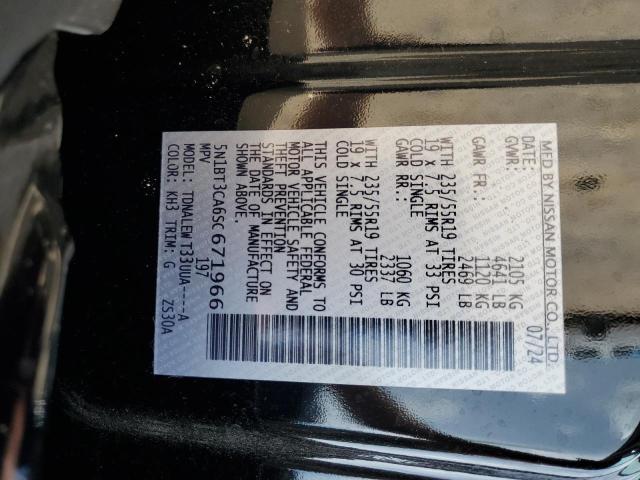 MFD BY NISSAN MOTOR CO.,LTD.
DATE: 07/24
GVWR: 2105 KG
4641 LB
GAWR FR.: 1120 KG
2469 LB
WITH 235/55R19 TIRES
19 X 7.5 RIMS AT 33 PSI
COLD SINGLE
GAWR RR.: 1060 KG
2337 LB
WITH 235/55R19 TIRES
19 X 7.5 RIMS AT 30 PSI
COLD SINGLE
THIS VEHICLE CONFORMS TO
ALL APPLICABLE FEDERAL
MOTOR VEHICLE SAFETY AND
THEFT PREVENTION
STANDARDS IN EFFECT ON
THE DATE OF MANUFACTURE
SHOWN ABOVE.
5N1BT3CA6SC671966
MPV 197
MODEL: TDNALEW T33UUA----A
COLOR: KH3 TRIM: G ZS30A